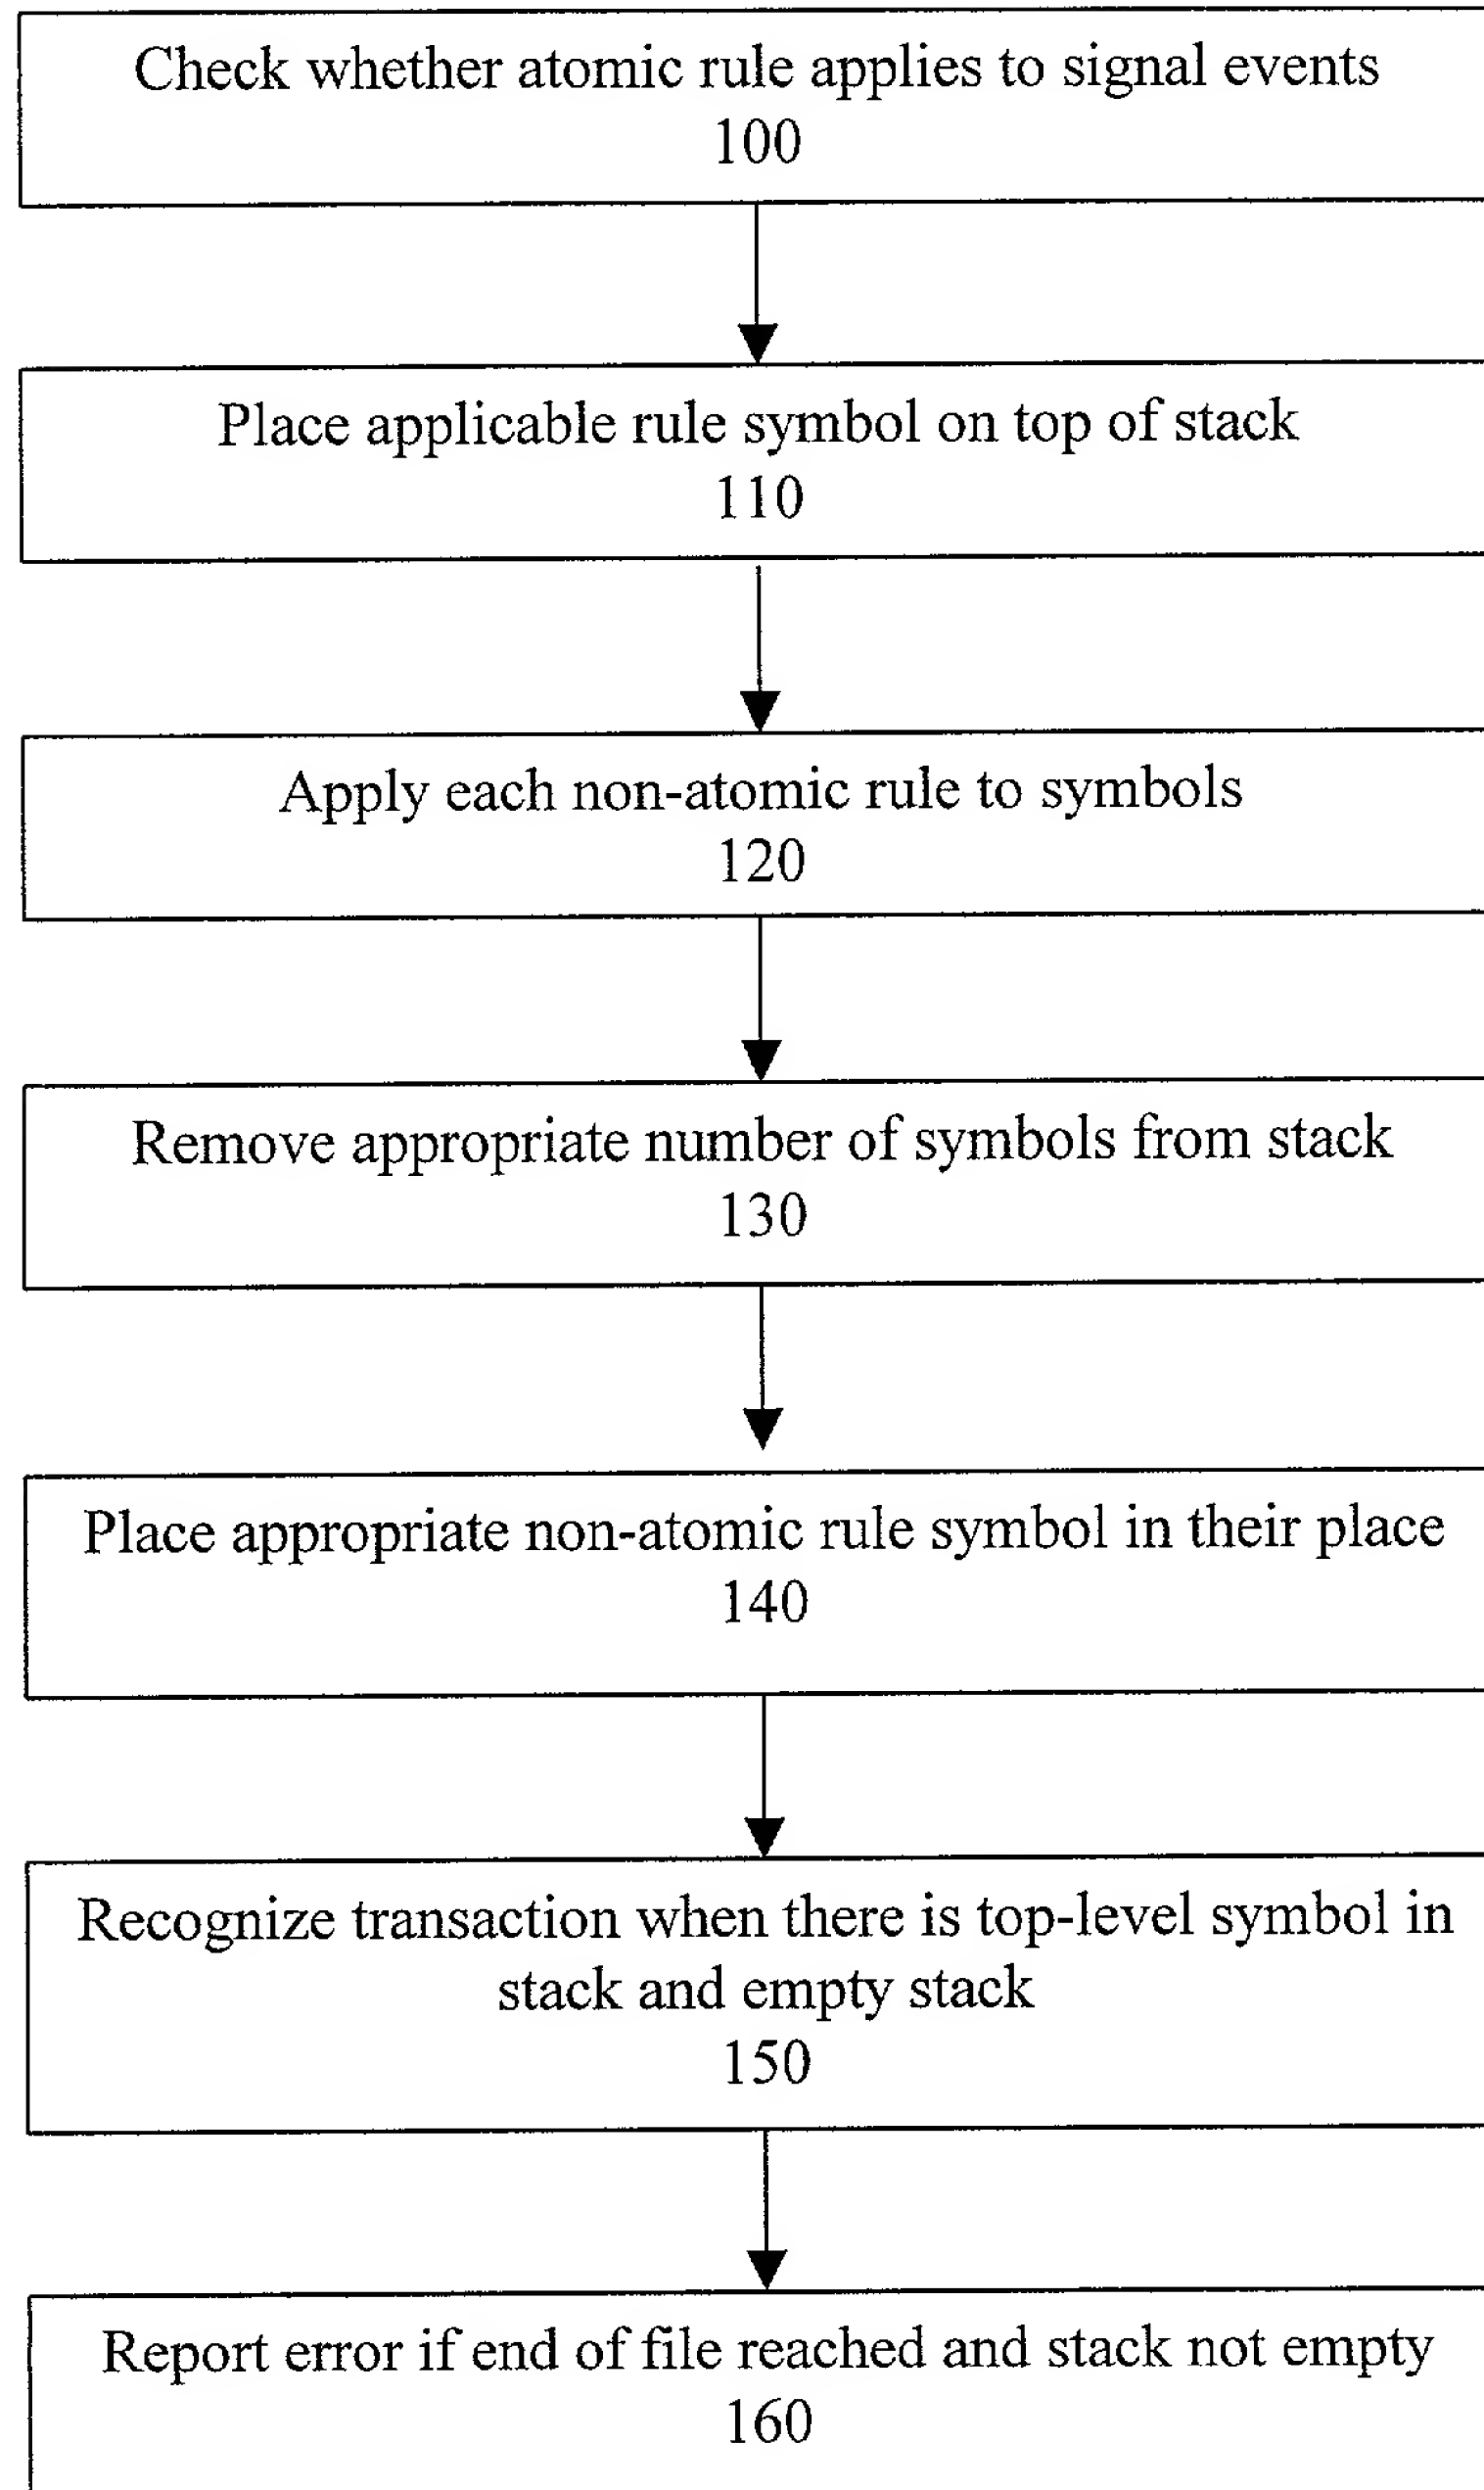 Check whether atomic rule applies to signal events
100
Place applicable rule symbol on top of stack
110
Apply each non-atomic rule to symbols
120
Remove appropriate number of symbols from stack
130
Place appropriate non-atomic rule symbol in their place
140
Recognize transaction when there is top-level symbol in
stack and empty stack
150
Report error if end of file reached and stack not empty
160